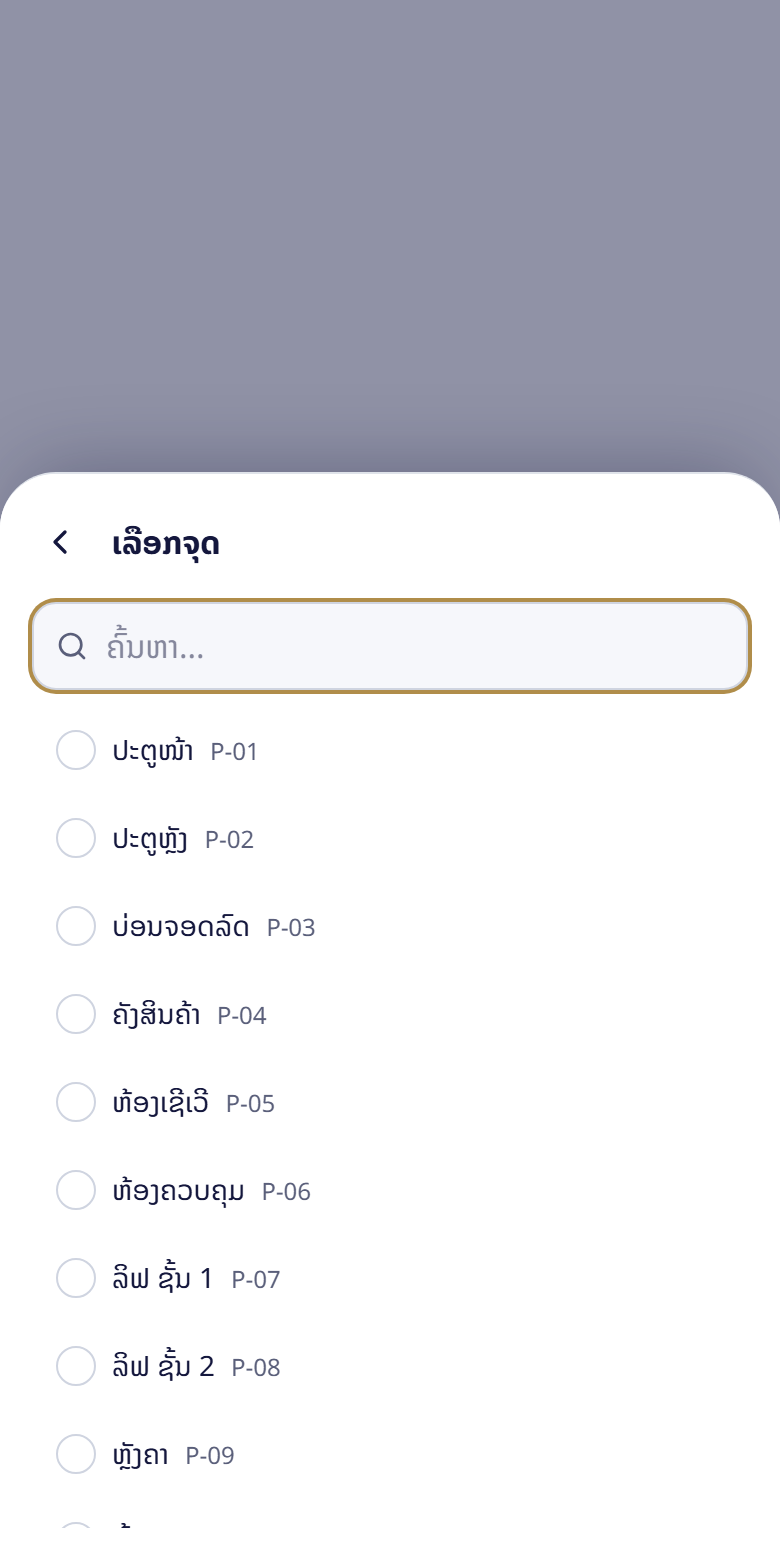 ເລືອກຈຸດ
ຄົ້ນຫາ...
ປະຕູໜ້າ P-01
ປະຕູຫຼັງ P-02
ບ່ອນຈອດລົດ P-03
ຄັງສິນຄ້າ P-04
ຫ້ອງເຊີເວີ P-05
ຫ້ອງຄວບຄຸມ P-06
ລິຟ ຊັ້ນ 1 P-07
ລິຟ ຊັ້ນ 2 P-08
ຫຼັງຄາ P-09